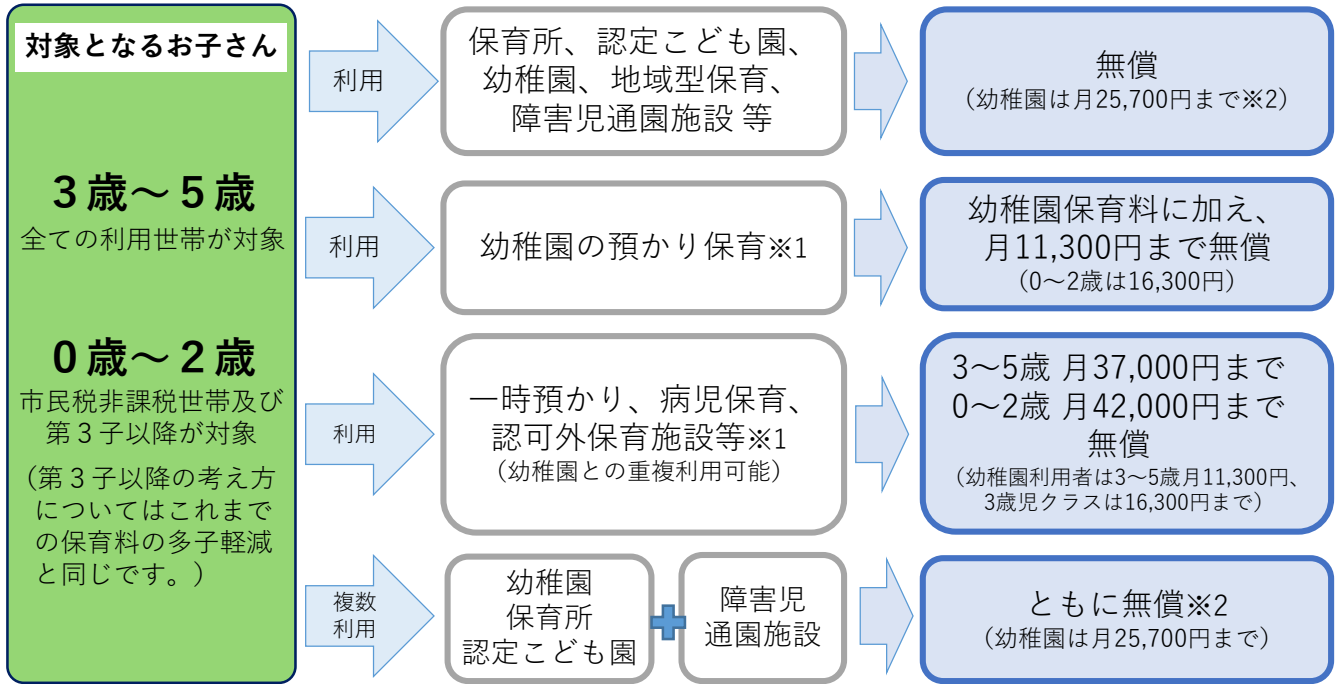 対象となるお子さん
３歳～５歳
全ての利用世帯が対象
０歳～２歳
市民税非課税世帯及び
第３子以降が対象
（第３子以降の考え方
についてはこれまで
の保育料の多子軽減
と同じです。）
利用
保育所、認定こども園、
幼稚園、地域型保育、
障害児通園施設 等
無償
（幼稚園は月25,700円まで※2）
利用
幼稚園の預かり保育※1
幼稚園保育料に加え、
月11,300円まで無償
（0～2歳は16,300円）
利用
一時預かり、病児保育、
認可外保育施設等※1
（幼稚園との重複利用可能）
3～5歳 月37,000円まで
0～2歳 月42,000円まで
無償
（幼稚園利用者は3～5歳月11,300円、
3歳児クラスは16,300円まで）
複数
利用
幼稚園
保育所
認定こども園
障害児
通園施設
ともに無償※2
（幼稚園は月25,700円まで）